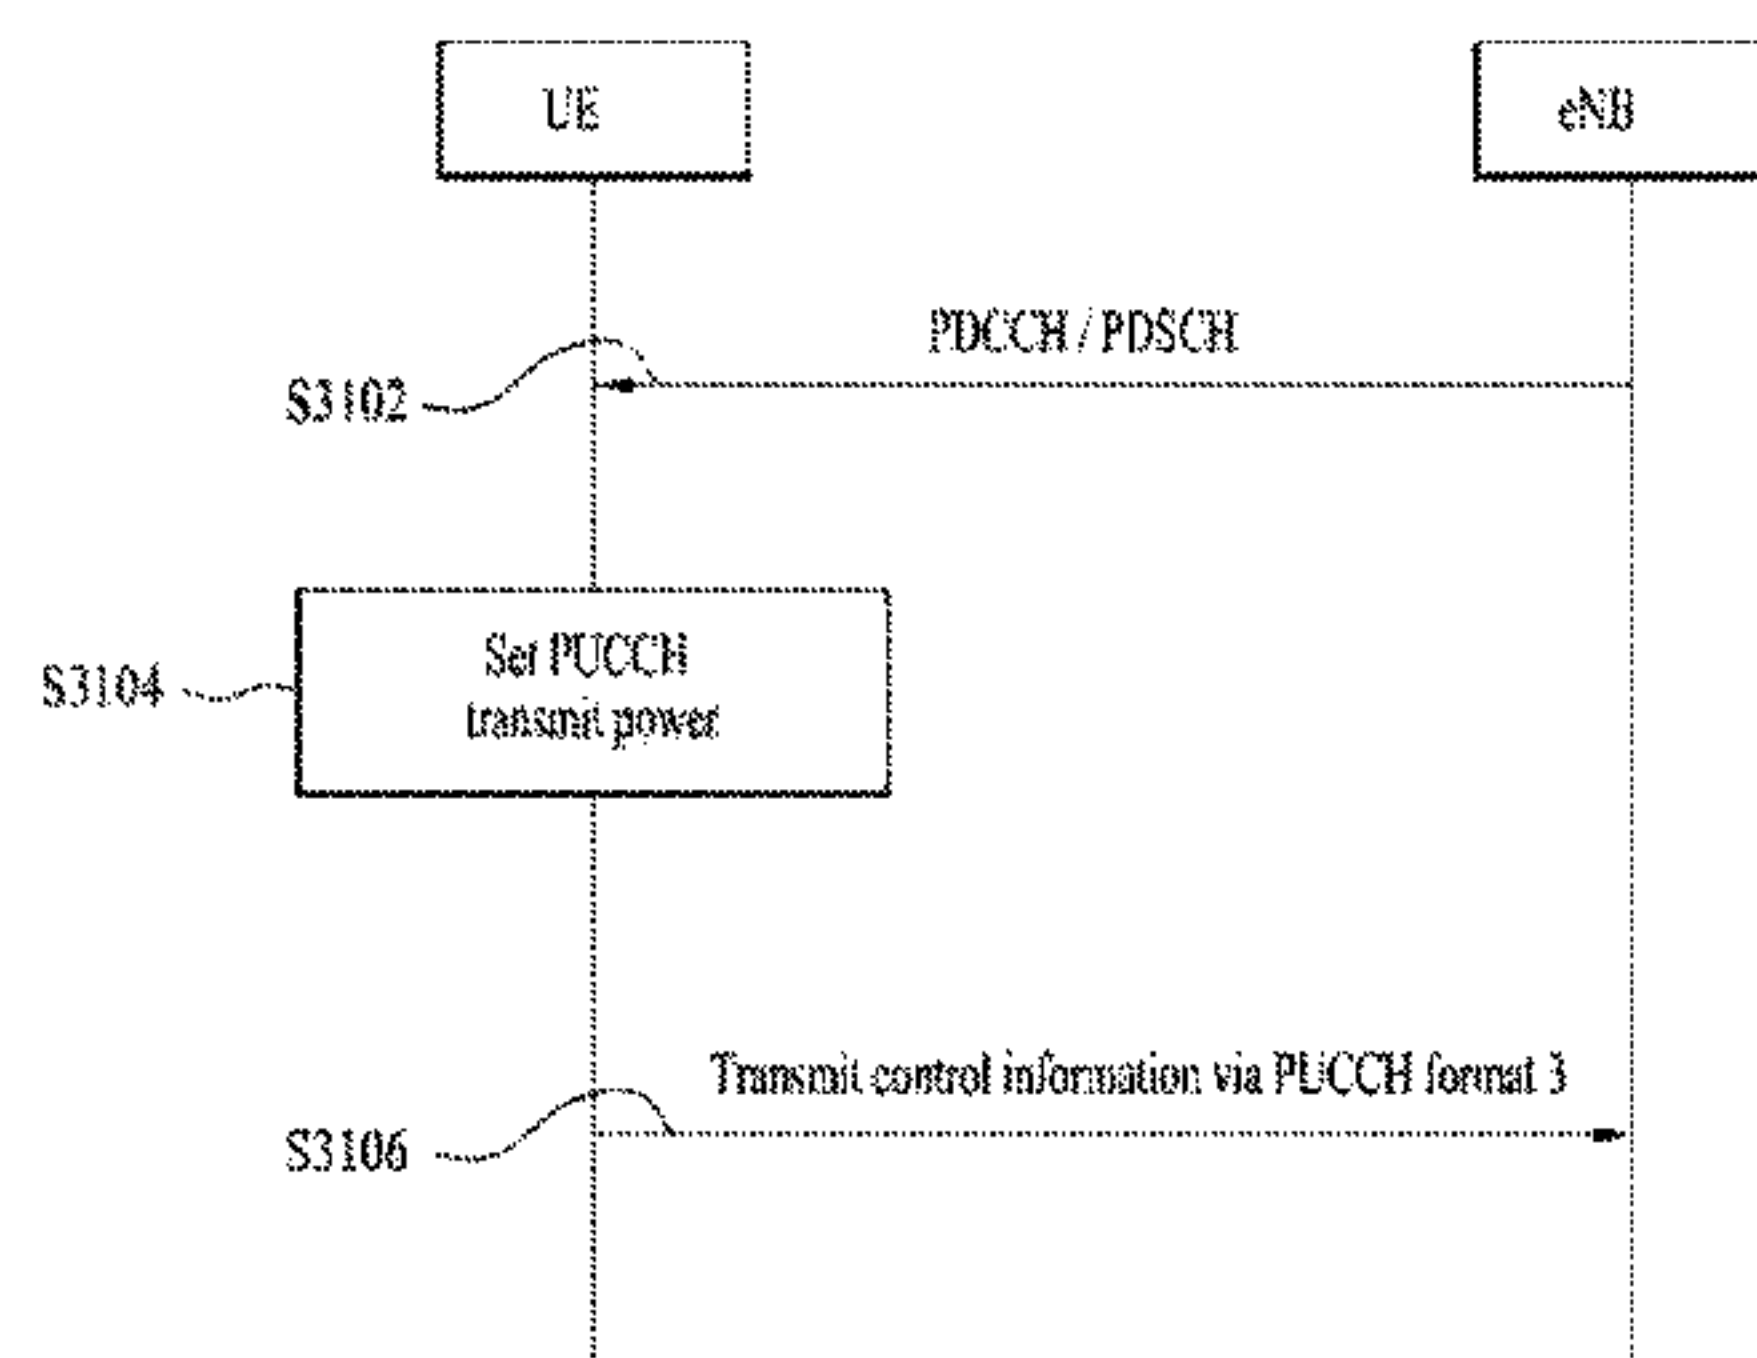 UE
eNB
PDCCH / PDSCH
S3102
Set PUCCH
transmit power
S3104
Transmit control information via PUCCH format 3
S3106